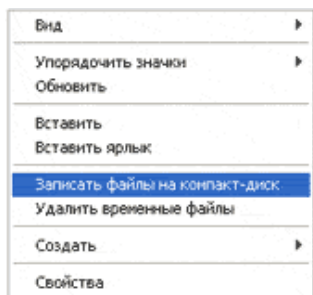 Вид
Упорядочить значки
Обновить
Вставить
Вставить ярлык
Записать файлы на компакт-диск
Удалить временные файлы
Создать
Свойства